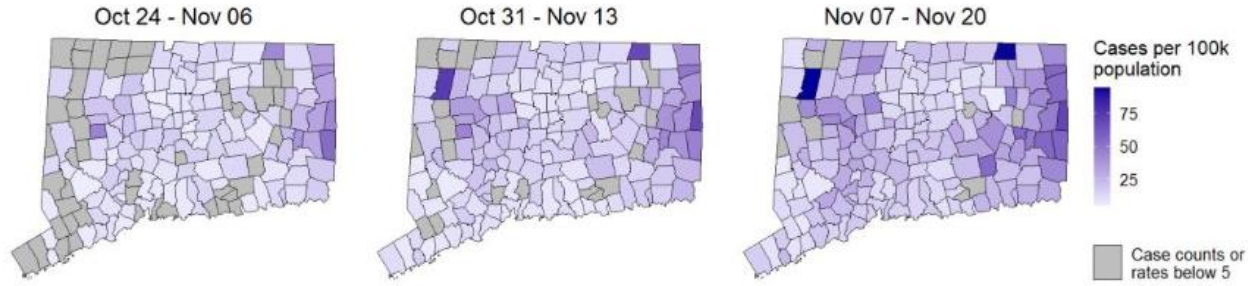 Oct 24 - Nov 06
Oct 31 - Nov 13
Nov 07 - Nov 20
Cases per 100k
population
75
50
25
Case counts or
rates below 5